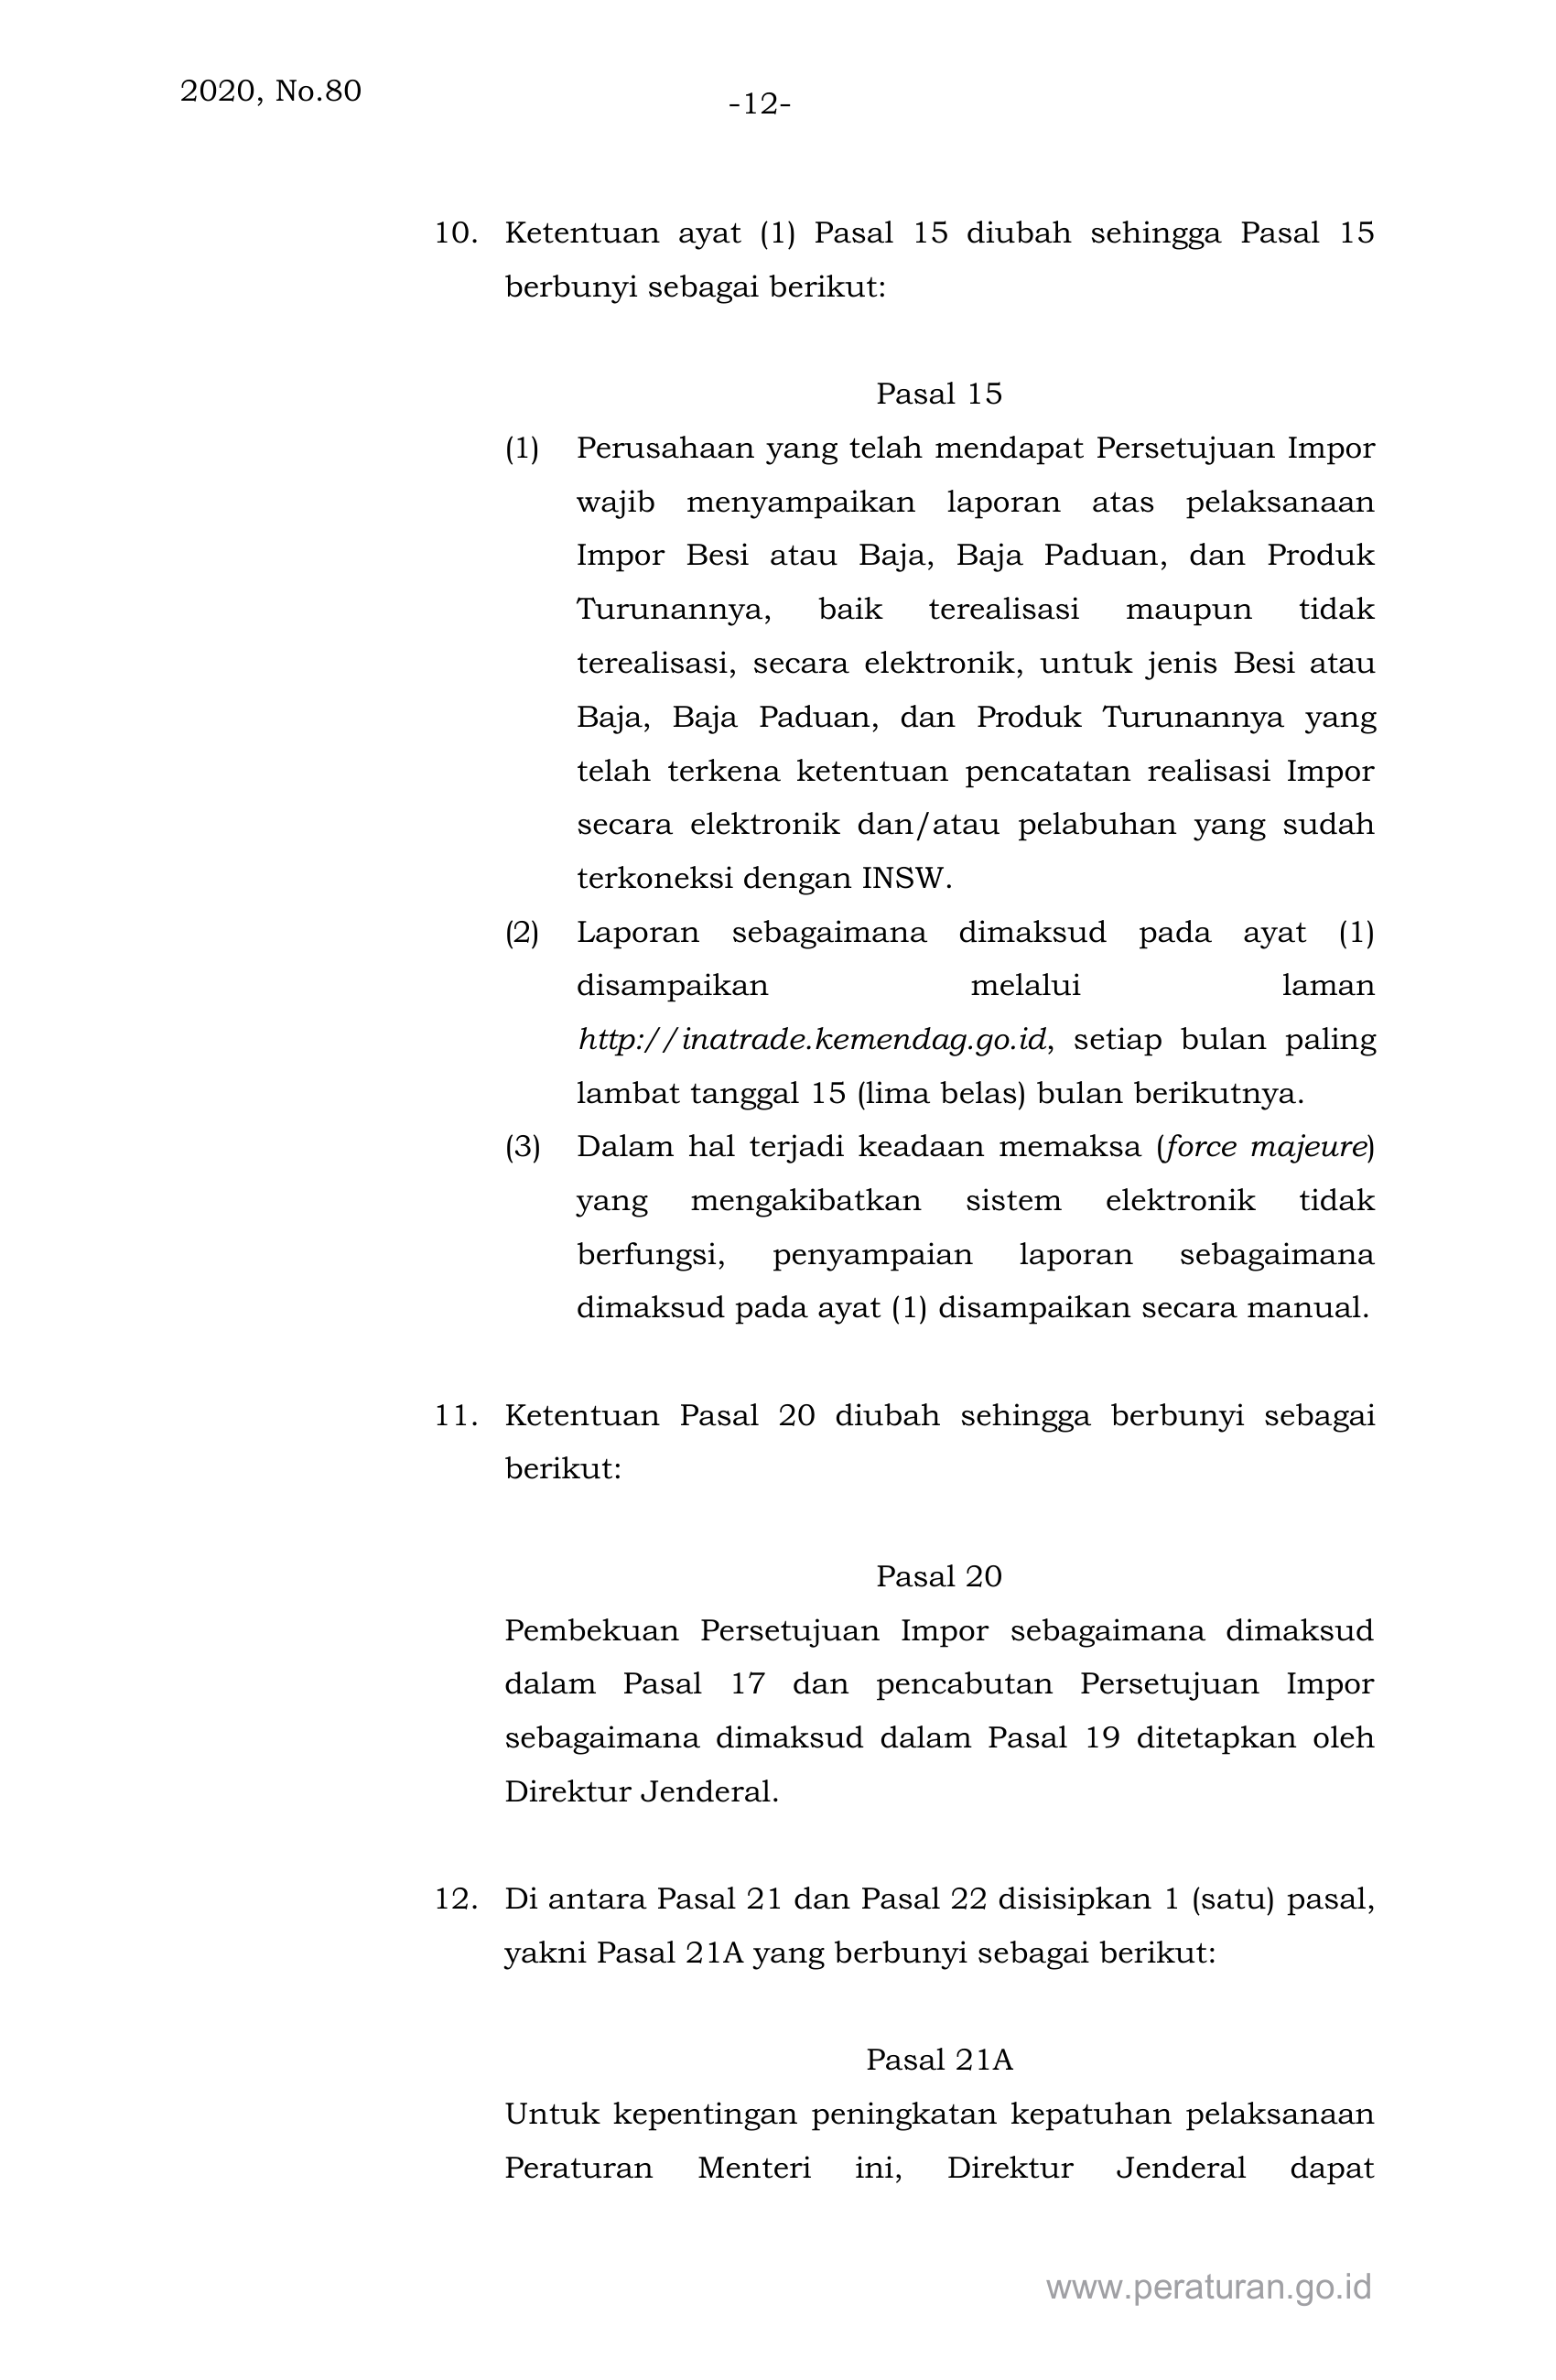 2020, No.80
-12-
10. Ketentuan ayat (1) Pasal 15 diubah sehingga Pasal 15
berbunyi sebagai berikut:
Pasal 15
(1) Perusahaan yang telah mendapat Persetujuan Impor
wajib menyampaikan laporan atas pelaksanaan
Impor Besi atau Baja, Baja Paduan, dan Produk
Turunannya, baik terealisasi maupun tidak
terealisasi, secara elektronik, untuk jenis Besi atau
Baja, Baja Paduan, dan Produk Turunannya yang
telah terkena ketentuan pencatatan realisasi Impor
secara elektronik dan/atau pelabuhan yang sudah
terkoneksi dengan INSW.
(2) Laporan sebagaimana dimaksud pada ayat (1)
disampaikan melalui laman
http://inatrade.kemendag.go.id, setiap bulan paling
lambat tanggal 15 (lima belas) bulan berikutnya.
(3) Dalam hal terjadi keadaan memaksa (force majeure)
yang mengakibatkan sistem elektronik tidak
berfungsi, penyampaian laporan sebagaimana
dimaksud pada ayat (1) disampaikan secara manual.
11. Ketentuan Pasal 20 diubah sehingga berbunyi sebagai
berikut:
Pasal 20
Pembekuan Persetujuan Impor sebagaimana dimaksud
dalam Pasal 17 dan pencabutan Persetujuan Impor
sebagaimana dimaksud dalam Pasal 19 ditetapkan oleh
Direktur Jenderal.
12. Di antara Pasal 21 dan Pasal 22 disisipkan 1 (satu) pasal,
yakni Pasal 21A yang berbunyi sebagai berikut:
Pasal 21A
Untuk kepentingan peningkatan kepatuhan pelaksanaan
Peraturan Menteri ini, Direktur Jenderal dapat
www.peraturan.go.id